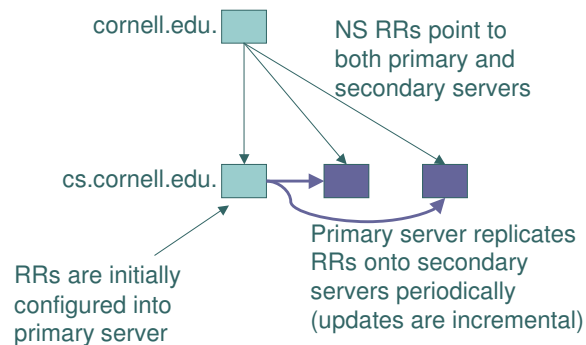 cornell.edu.
NS RRs point to
both primary and
secondary servers
cs.cornell.edu.
RRs are initially
configured into
primary server
Primary server replicates
RRs onto secondary
servers periodically
(updates are incremental)